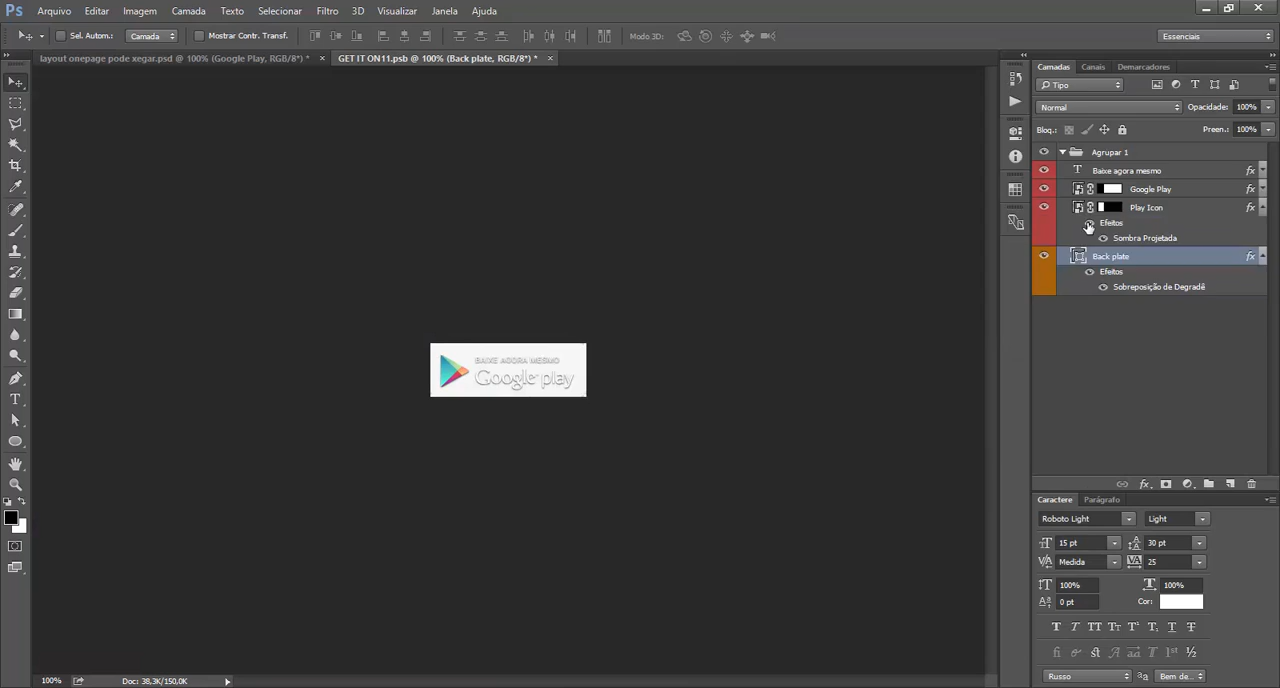 Ps Arquivo Editar Imagem Camada Texto Selecionar Filtro 3D Visualizar Janela Ajuda
Sel. Autom.: Camada Mostrar Contr. Transf. Modo 3D: Essenciais
layout onepage pode xegar.psd @ 100% (Google Play, RGB/8*) * × GET IT ON11.psb @ 100% (Back plate, RGB/8*) * ×
Camadas Canais Demarcadores
Tipo
Normal Opacidade: 100%
Bloq.: Preen.: 100%
Agrupar 1
T Baixe agora mesmo fx
Google Play fx
Play Icon fx
Efeitos
Sombra Projetada
Back plate fx
Efeitos
Sobreposição de Degradê
BAIXE AGORA MESMO
Google play
Caractere Parágrafo
Roboto Light Light
15 pt 30 pt
Medida 25
100% 100%
0 pt Cor:
Russo Bem de...
100% Doc: 38,3K/150,0K